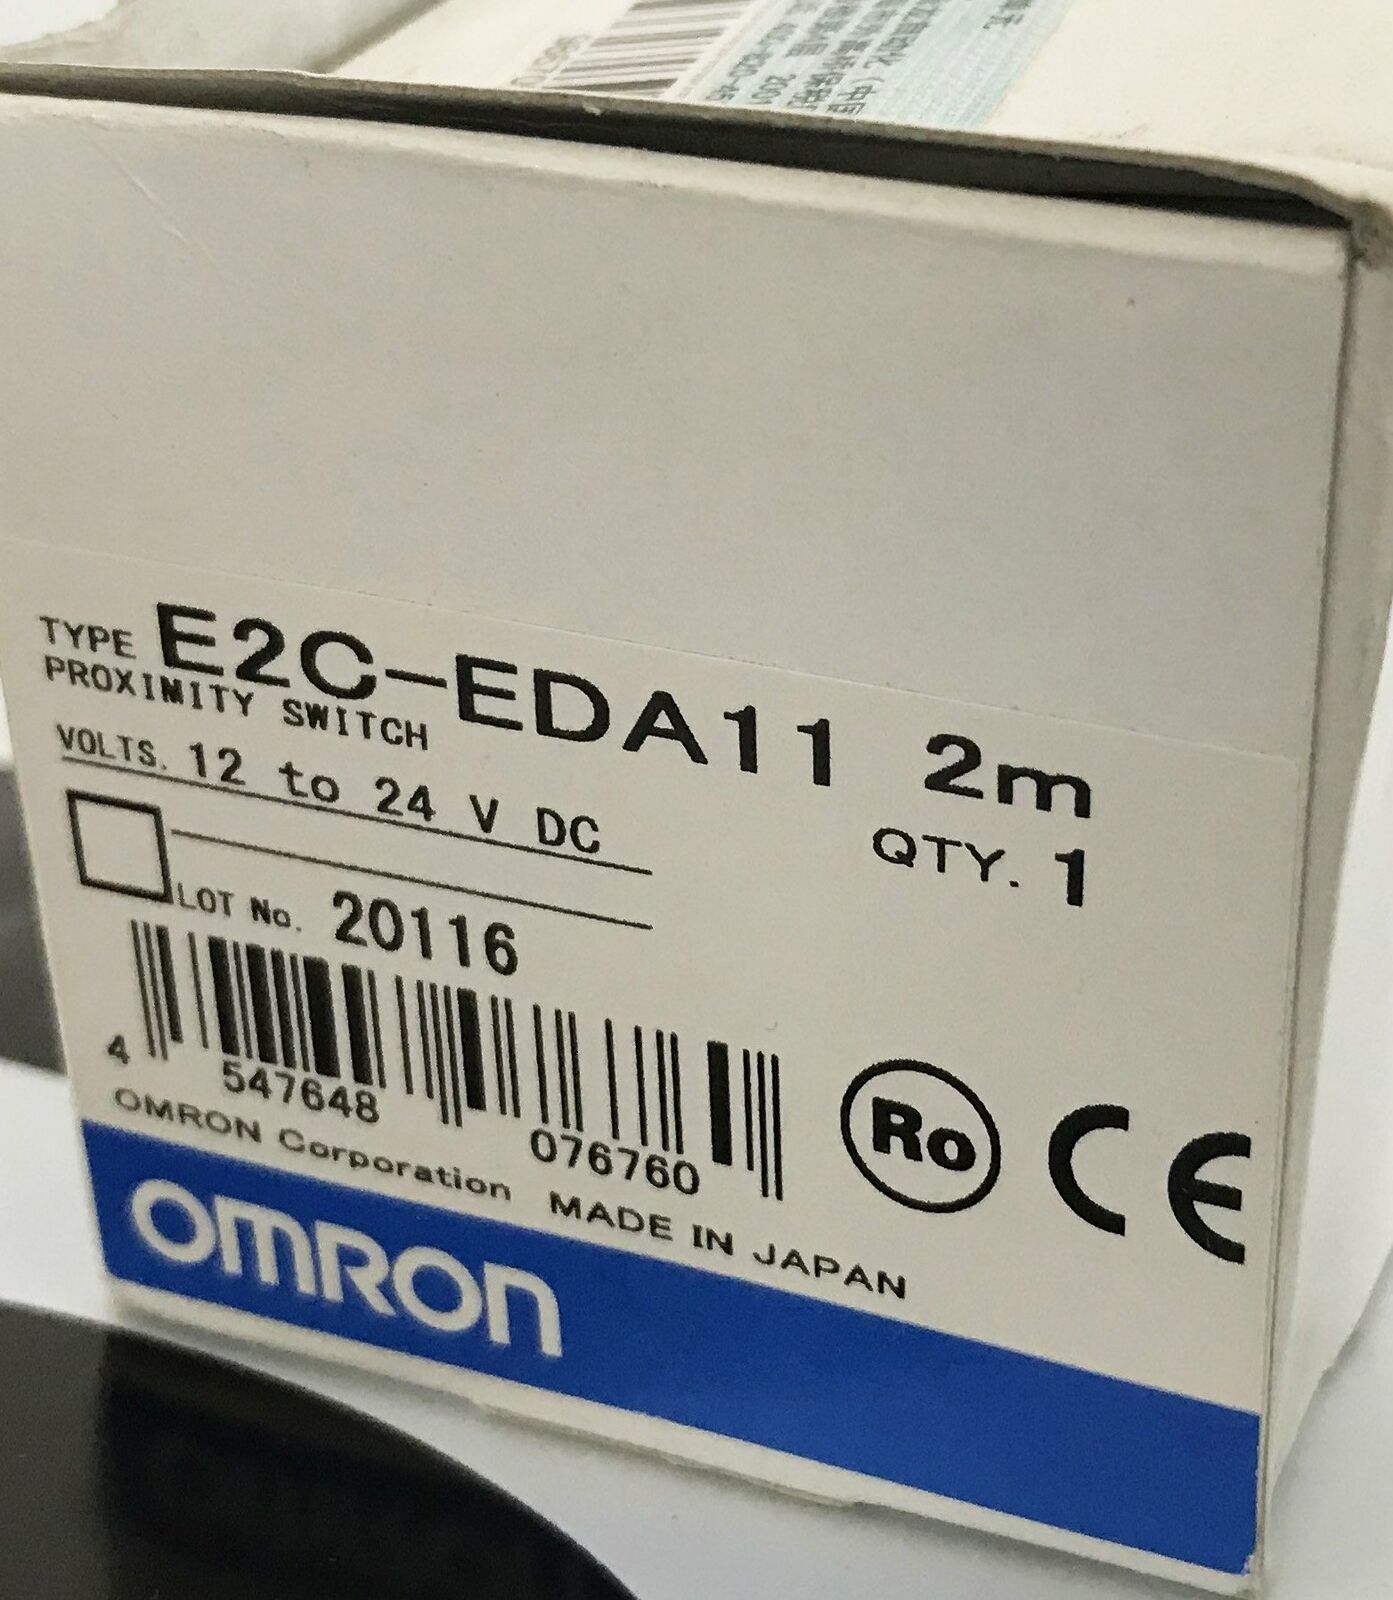 TYPE E2C-EDA11 2m
PROXIMITY SWITCH
VOLTS. 12 to 24 V DC
QTY. 1
LOT No. 20116
4 547648 076760
Ro CE
OMRON Corporation MADE IN JAPAN
OMRON